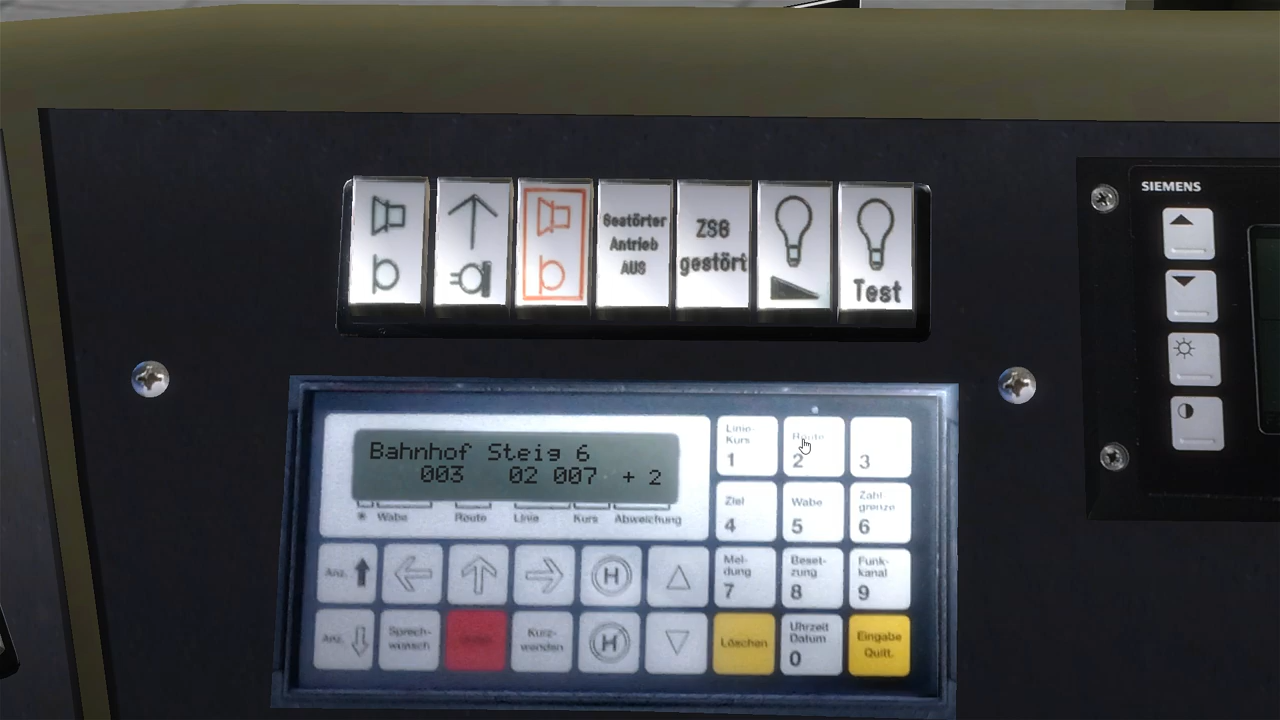 Gestörter
Antrieb
AUS
ZSG
gestört
Test
SIEMENS
Bahnhof Steig 6
003 02 007 + 2
* Wabe Route Linie Kurs Abweichung
Linie-
Kurs
1
Route
2
3
Ziel
4
Wabe
5
Zahl-
grenze
6
Anz.
H
Mel-
dung
7
Beset-
zung
8
Funk-
kanal
9
Anz.
Sprech-
wunsch
Kurz-
wenden
H
Löschen
Uhrzeit
Datum
0
Eingabe
Quitt.